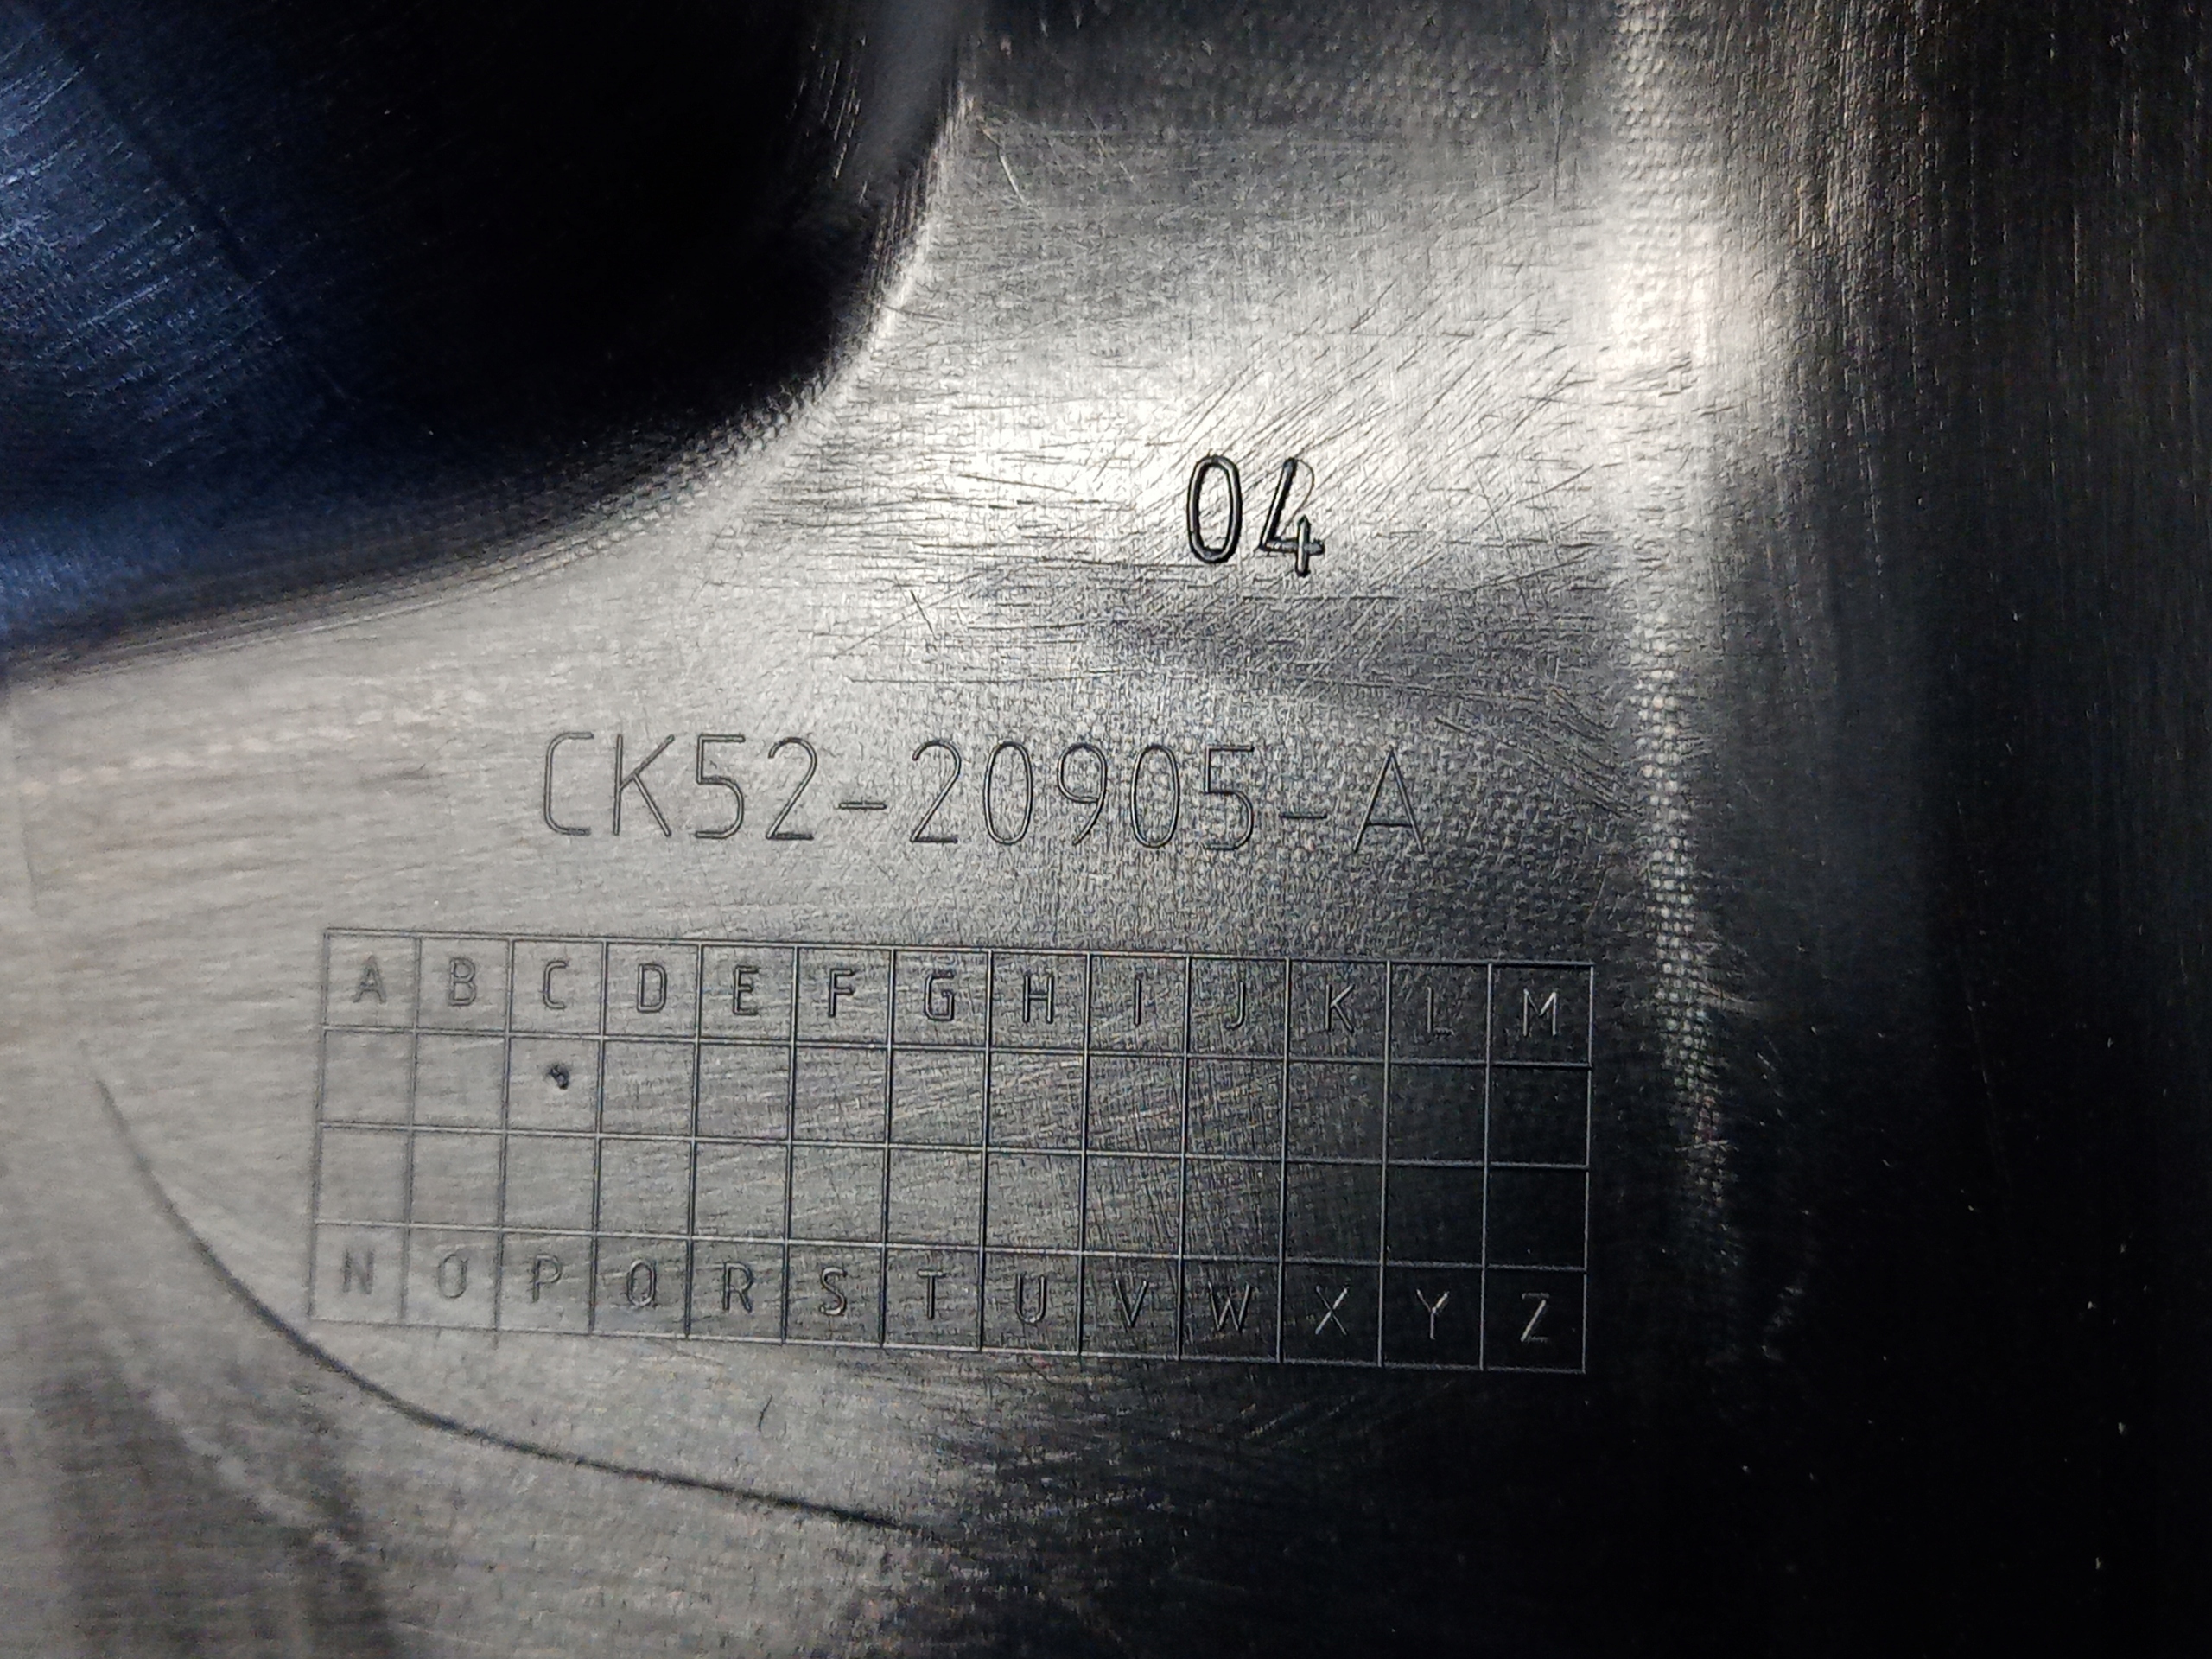 04
CK52-20905-A
A B C D E F G H I J K L M
N O P Q R S T U V W X Y Z